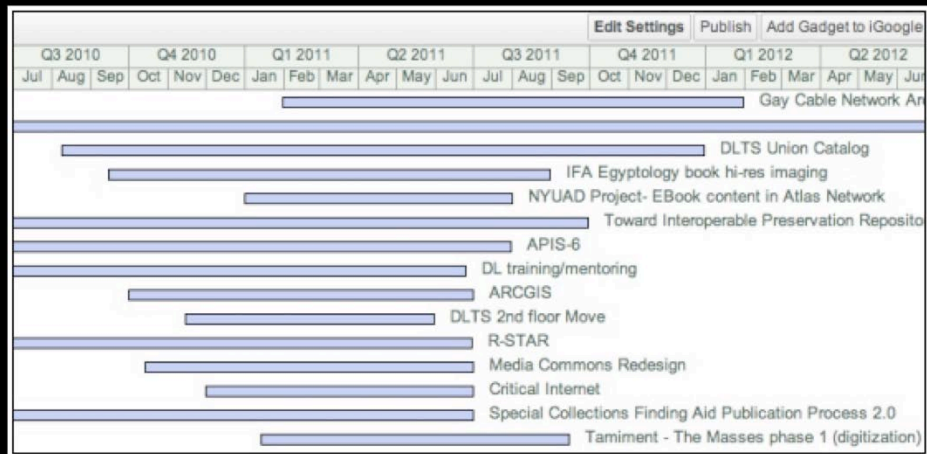 Edit Settings Publish Add Gadget to iGoogle
Q3 2010 Q4 2010 Q1 2011 Q2 2011 Q3 2011 Q4 2011 Q1 2012 Q2 2012
Jul Aug Sep Oct Nov Dec Jan Feb Mar Apr May Jun Jul Aug Sep Oct Nov Dec Jan Feb Mar Apr May Jun
Gay Cable Network Ar
DLTS Union Catalog
IFA Egyptology book hi-res imaging
NYUAD Project- EBook content in Atlas Network
Toward Interoperable Preservation Reposito
APIS-6
DL training/mentoring
ARCGIS
DLTS 2nd floor Move
R-STAR
Media Commons Redesign
Critical Internet
Special Collections Finding Aid Publication Process 2.0
Tamiment - The Masses phase 1 (digitization)